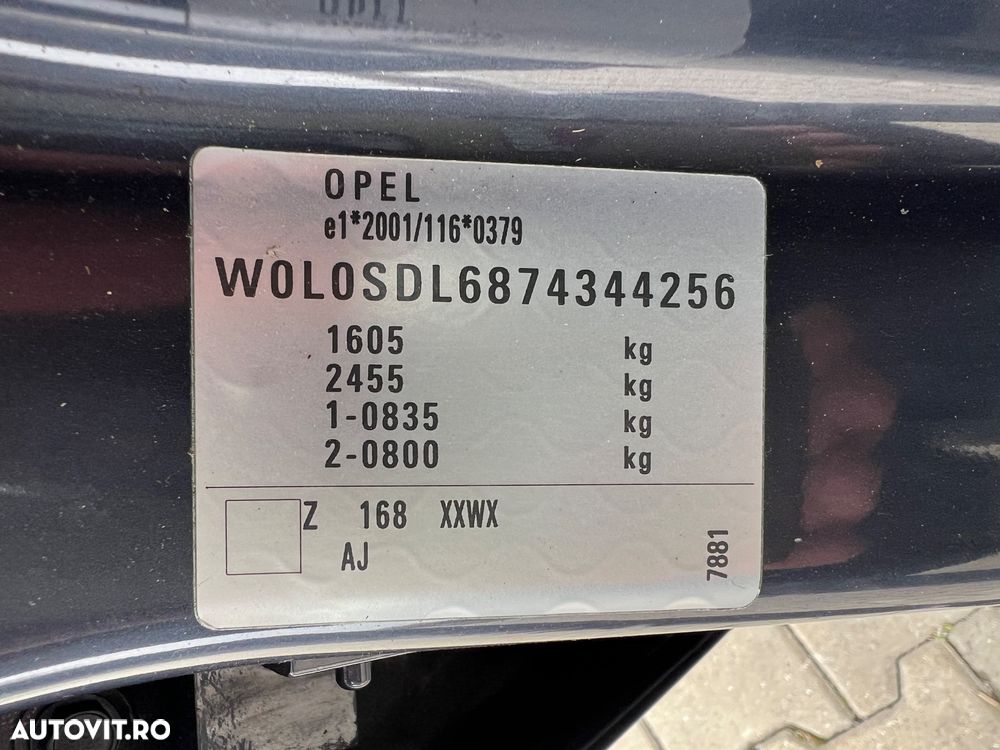 OPEL
e1*2001/116*0379
W0L0SDL6874344256
1605 kg
2455 kg
1-0835 kg
2-0800 kg
Z 168 XXWX
AJ
7881
AUTOVIT.RO